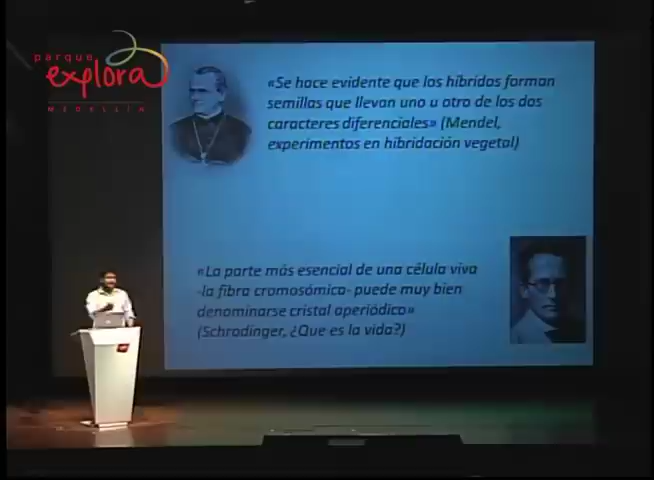 parque
explora
MEDELLÍN
«Se hace evidente que los híbridos forman
semillas que llevan uno u otro de los dos
caracteres diferenciales» (Mendel,
experimentos en hibridación vegetal)
«La parte más esencial de una célula viva
-la fibra cromosómica- puede muy bien
denominarse cristal aperiódico»
(Schrodinger, ¿Que es la vida?)